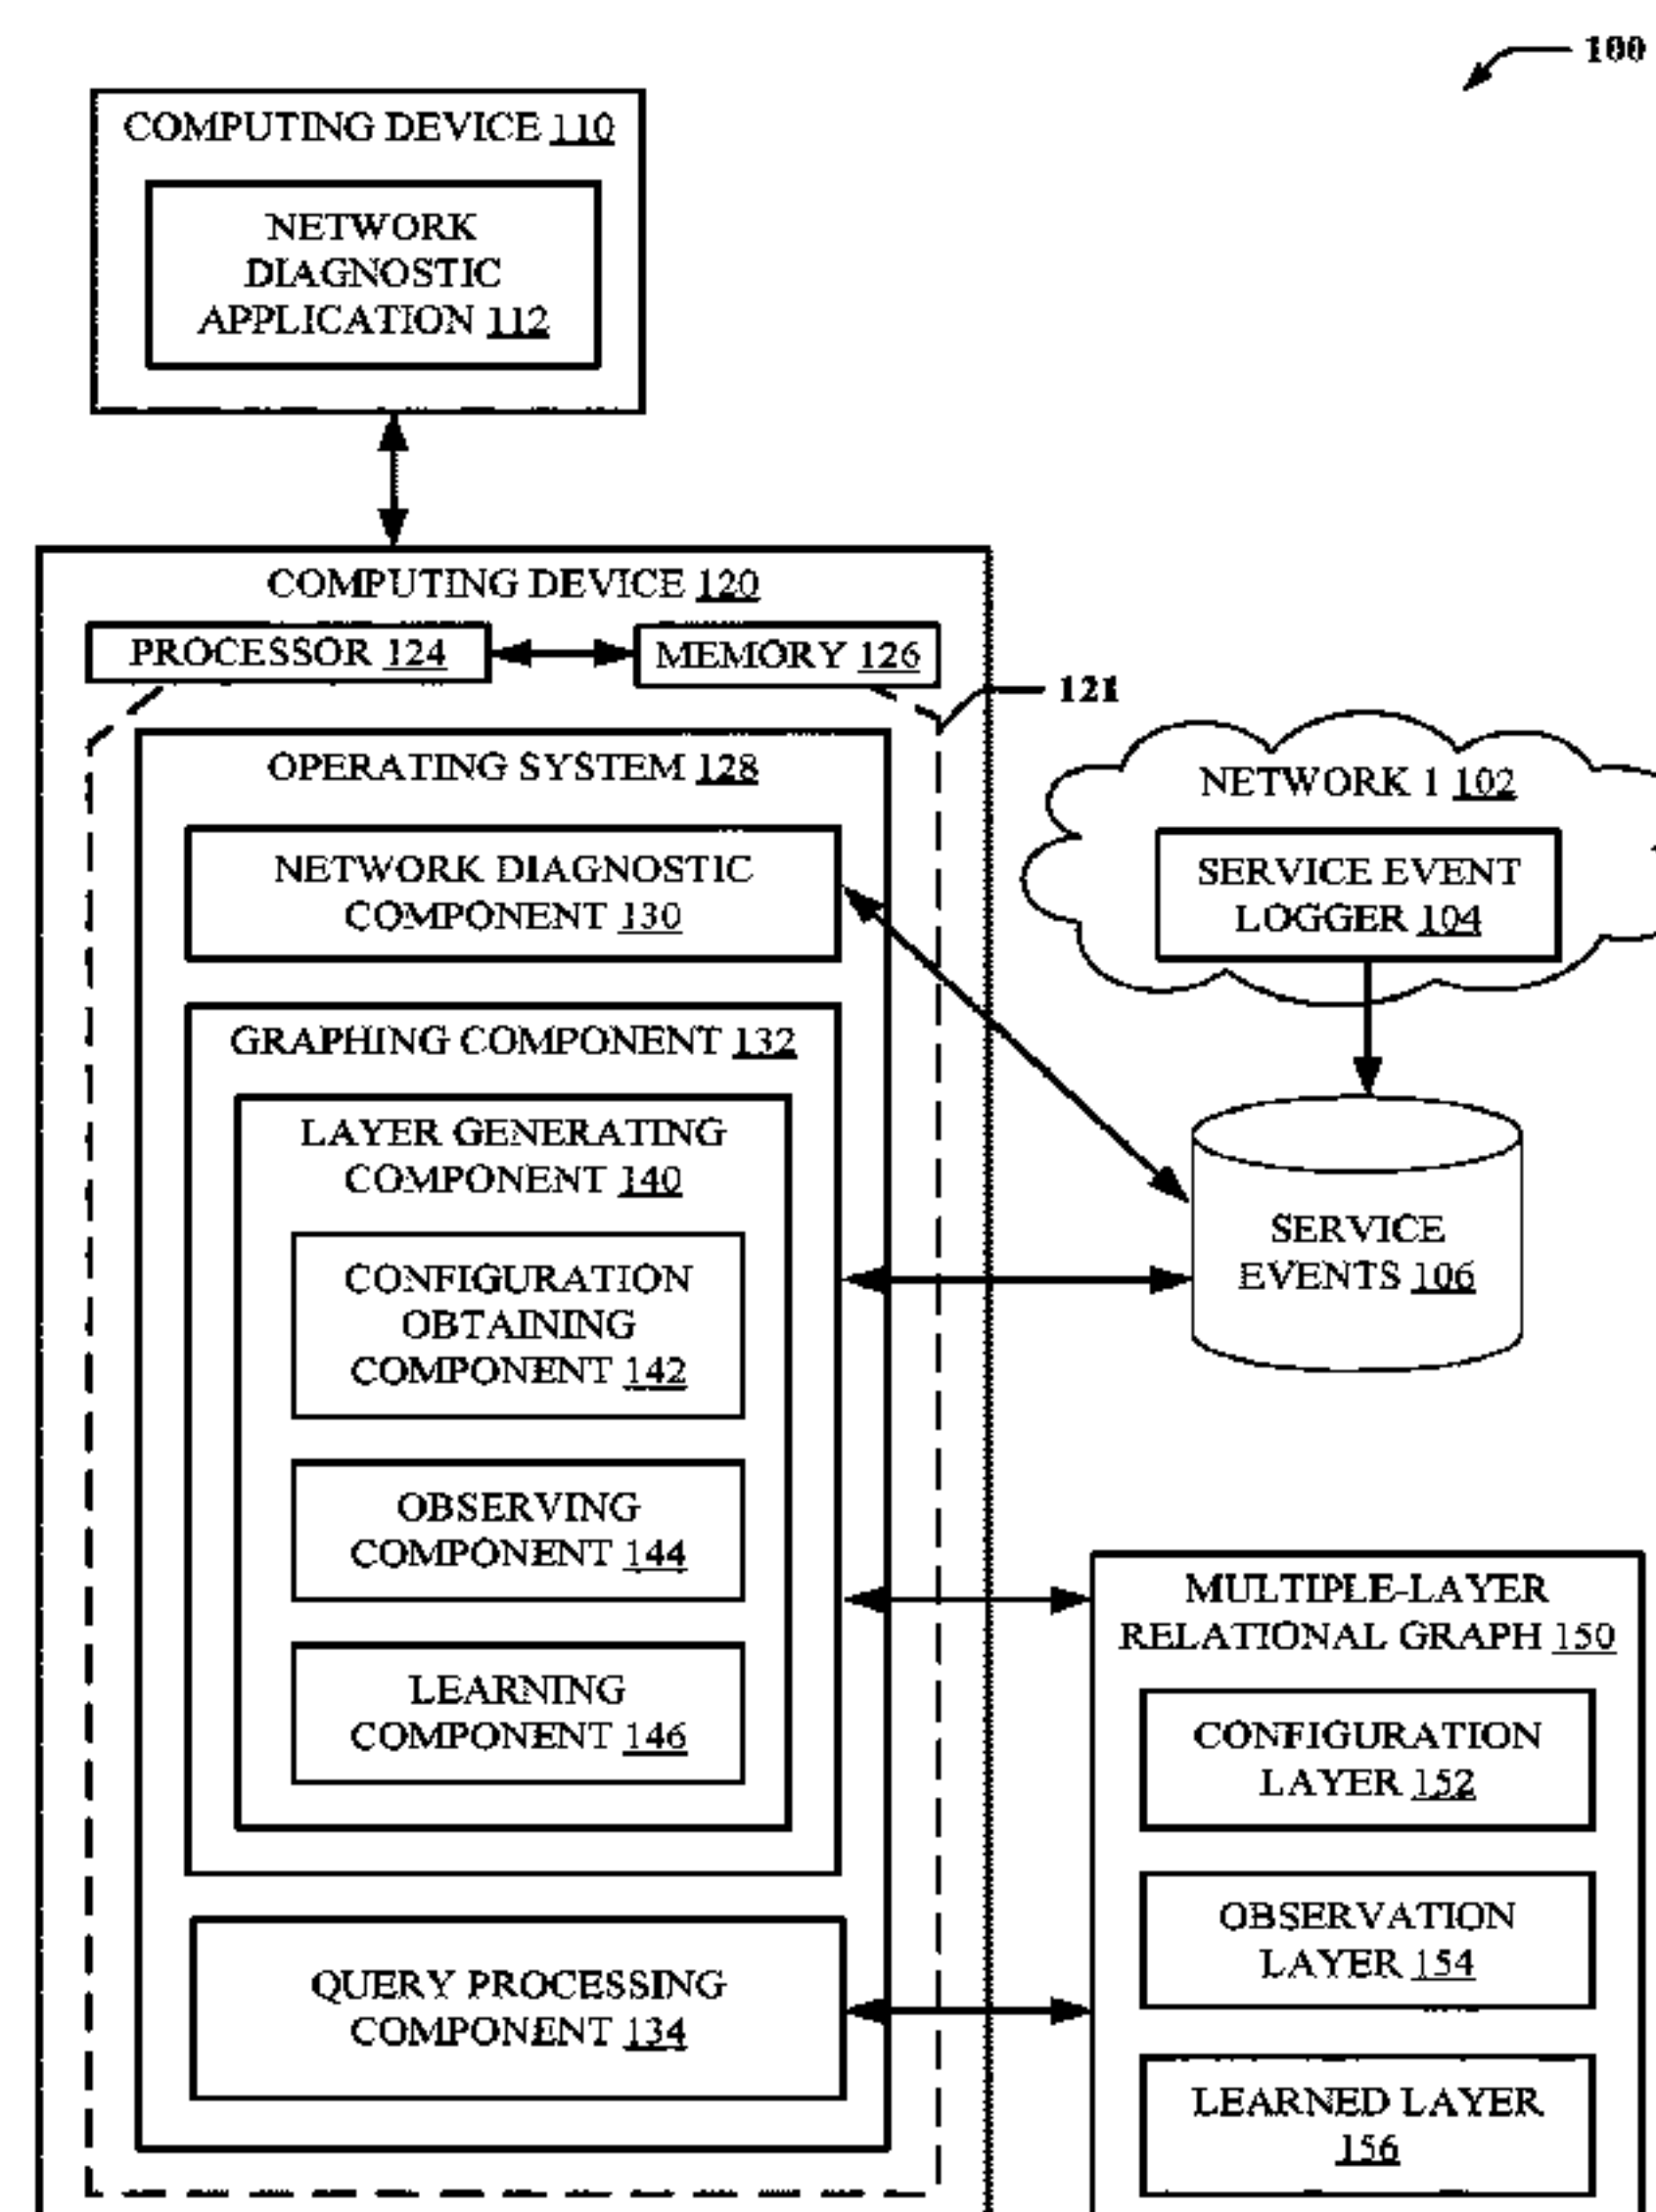 100
COMPUTING DEVICE 110
NETWORK
DIAGNOSTIC
APPLICATION 112
COMPUTING DEVICE 120
PROCESSOR 124
MEMORY 126
121
OPERATING SYSTEM 128
NETWORK DIAGNOSTIC
COMPONENT 130
GRAPHING COMPONENT 132
LAYER GENERATING
COMPONENT 140
CONFIGURATION
OBTAINING
COMPONENT 142
OBSERVING
COMPONENT 144
LEARNING
COMPONENT 146
QUERY PROCESSING
COMPONENT 134
NETWORK 1 102
SERVICE EVENT
LOGGER 104
SERVICE
EVENTS 106
MULTIPLE-LAYER
RELATIONAL GRAPH 150
CONFIGURATION
LAYER 152
OBSERVATION
LAYER 154
LEARNED LAYER
156